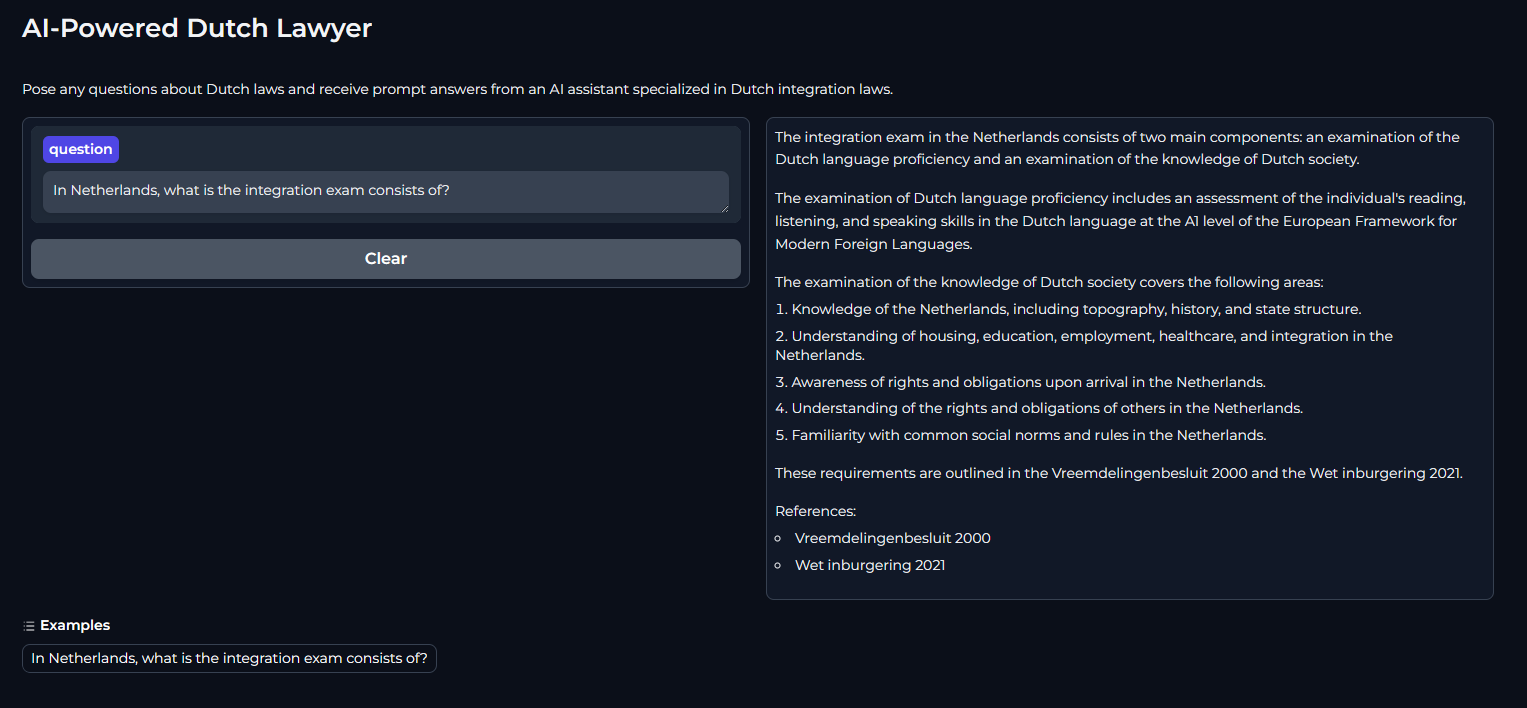 AI-Powered Dutch Lawyer
Pose any questions about Dutch laws and receive prompt answers from an AI assistant specialized in Dutch integration laws.
question
In Netherlands, what is the integration exam consists of?
Clear
The integration exam in the Netherlands consists of two main components: an examination of the
Dutch language proficiency and an examination of the knowledge of Dutch society.
The examination of Dutch language proficiency includes an assessment of the individual's reading,
listening, and speaking skills in the Dutch language at the A1 level of the European Framework for
Modern Foreign Languages.
The examination of the knowledge of Dutch society covers the following areas:
1. Knowledge of the Netherlands, including topography, history, and state structure.
2. Understanding of housing, education, employment, healthcare, and integration in the
Netherlands.
3. Awareness of rights and obligations upon arrival in the Netherlands.
4. Understanding of the rights and obligations of others in the Netherlands.
5. Familiarity with common social norms and rules in the Netherlands.
These requirements are outlined in the Vreemdelingenbesluit 2000 and the Wet inburgering 2021.
References:
Vreemdelingenbesluit 2000
Wet inburgering 2021
Examples
In Netherlands, what is the integration exam consists of?